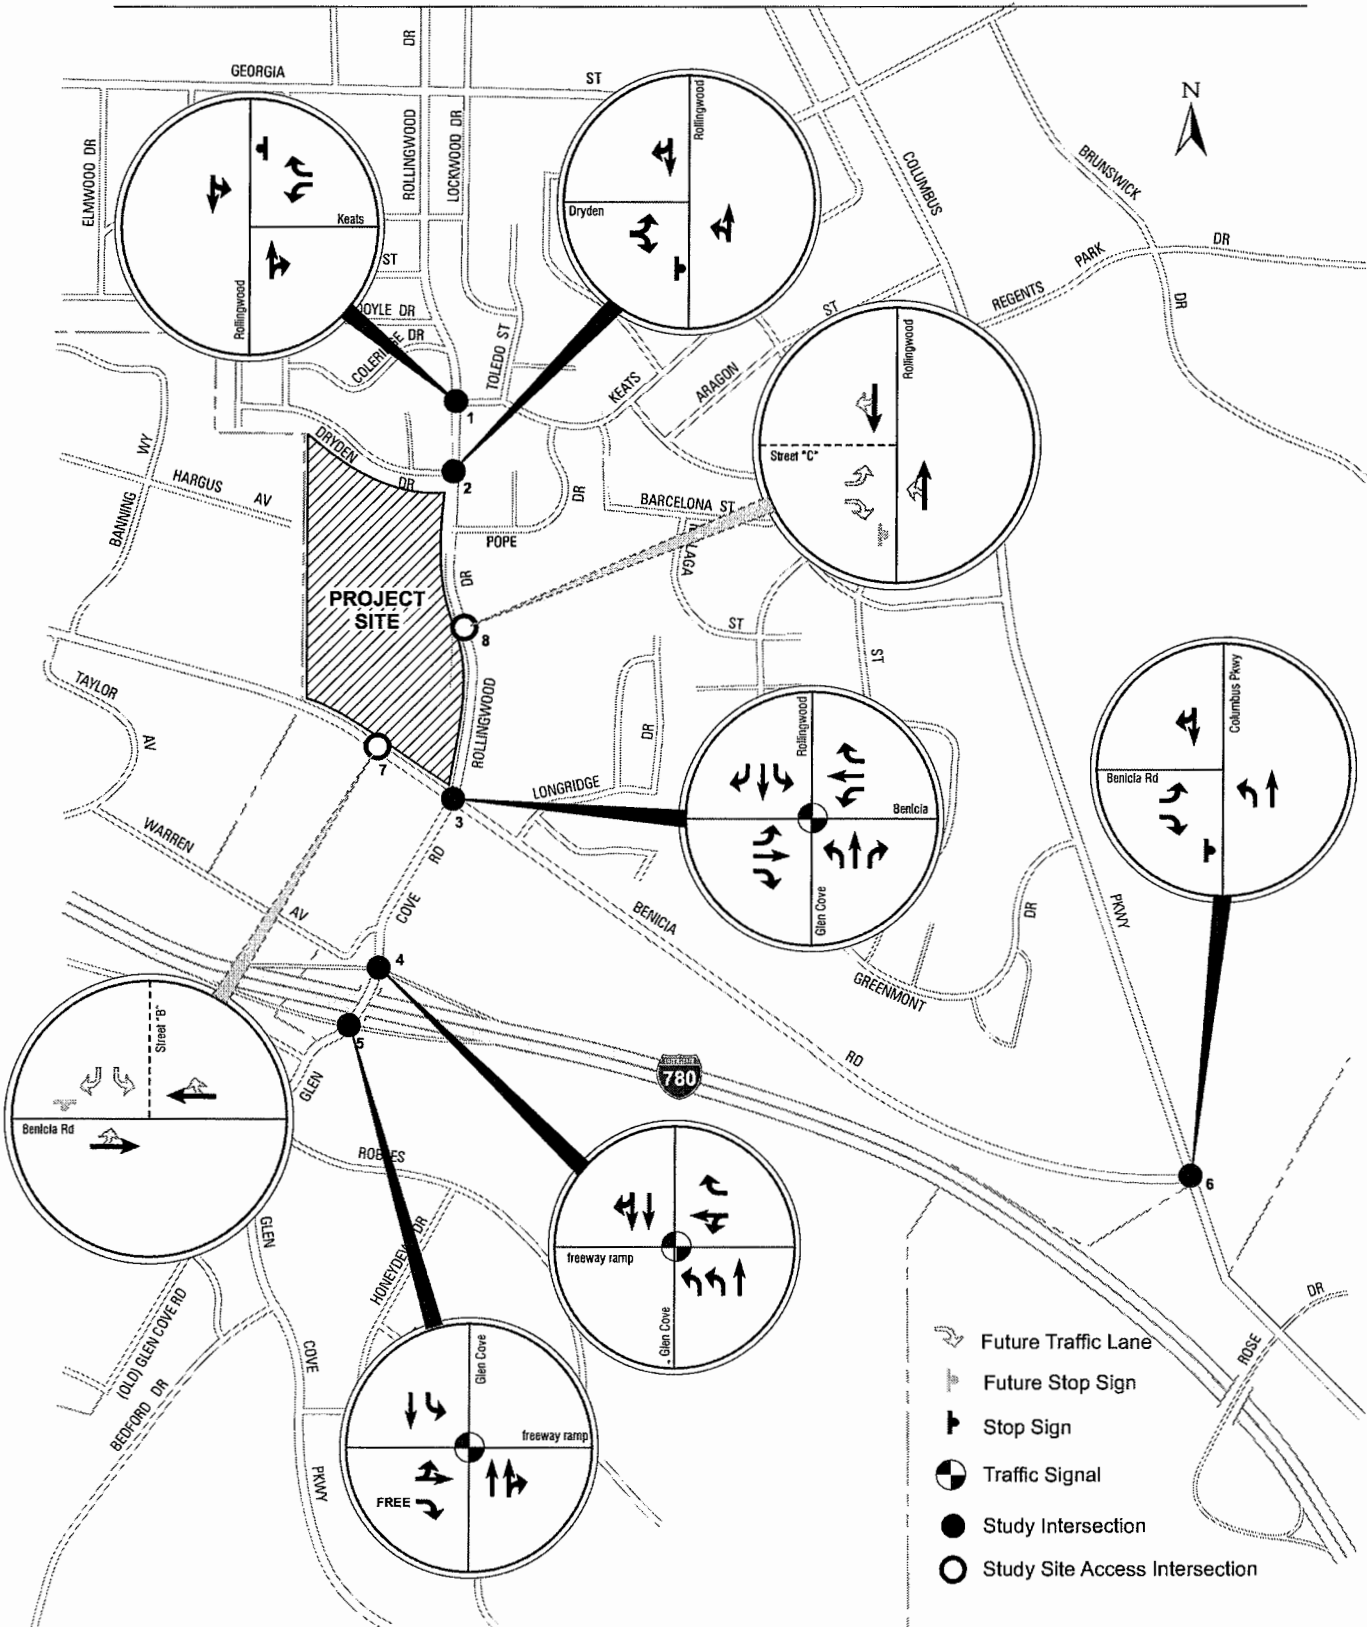 GEORGIA
ST
DR
ROLLINGWOOD
LOCKWOOD DR
ELMWOOD DR
Keats
Rollingwood
ST
DOYLE DR
COLERIDGE DR
TOLEDO ST
Rollingwood
Dryden
N
COLUMBUS
BRUNSWICK
DR
REGENTS
PARK
DR
ST
KEATS
ARAGON
Rollingwood
Street "C"
1
2
DRYDEN
DR
WY
BANNING
HARGUS
AV
POPE
DR
BARCELONA ST
ST
ST
PROJECT
SITE
DR
8
ROLLINGWOOD
TAYLOR
AV
7
3
LONGRIDGE
DR
Rollingwood
Benicia
Glen Cove
Columbus Pkwy
Benicia Rd
WARREN
AV
COVE
RD
BENICIA
RD
GREENMONT
DR
PKWY
4
5
GLEN
780
Street "B"
Benicia Rd
ROBLES
HONEYDEW DR
GLEN
COVE
PKWY
(OLD) GLEN COVE RD
BEDFORD
DR
freeway ramp
Glen Cove
Glen Cove
freeway ramp
FREE
6
ROSE
DR
Future Traffic Lane
Future Stop Sign
Stop Sign
Traffic Signal
Study Intersection
Study Site Access Intersection